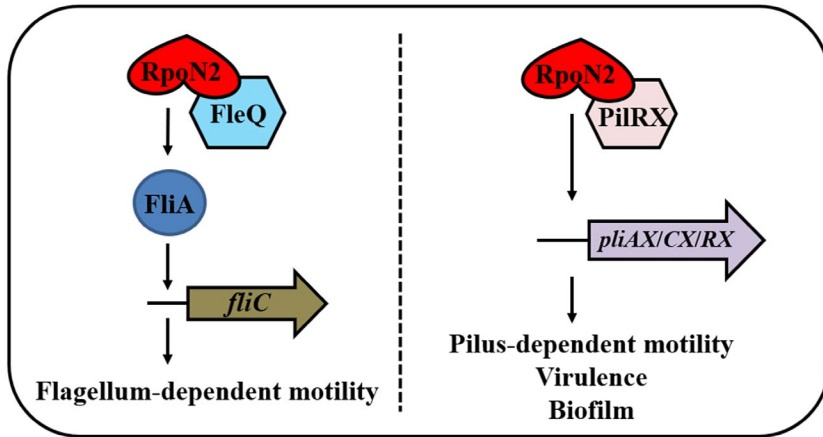 RpoN2
FleQ
FliA
fliC
Flagellum-dependent motility
RpoN2
PilRX
pliAX/CX/RX
Pilus-dependent motility
Virulence
Biofilm